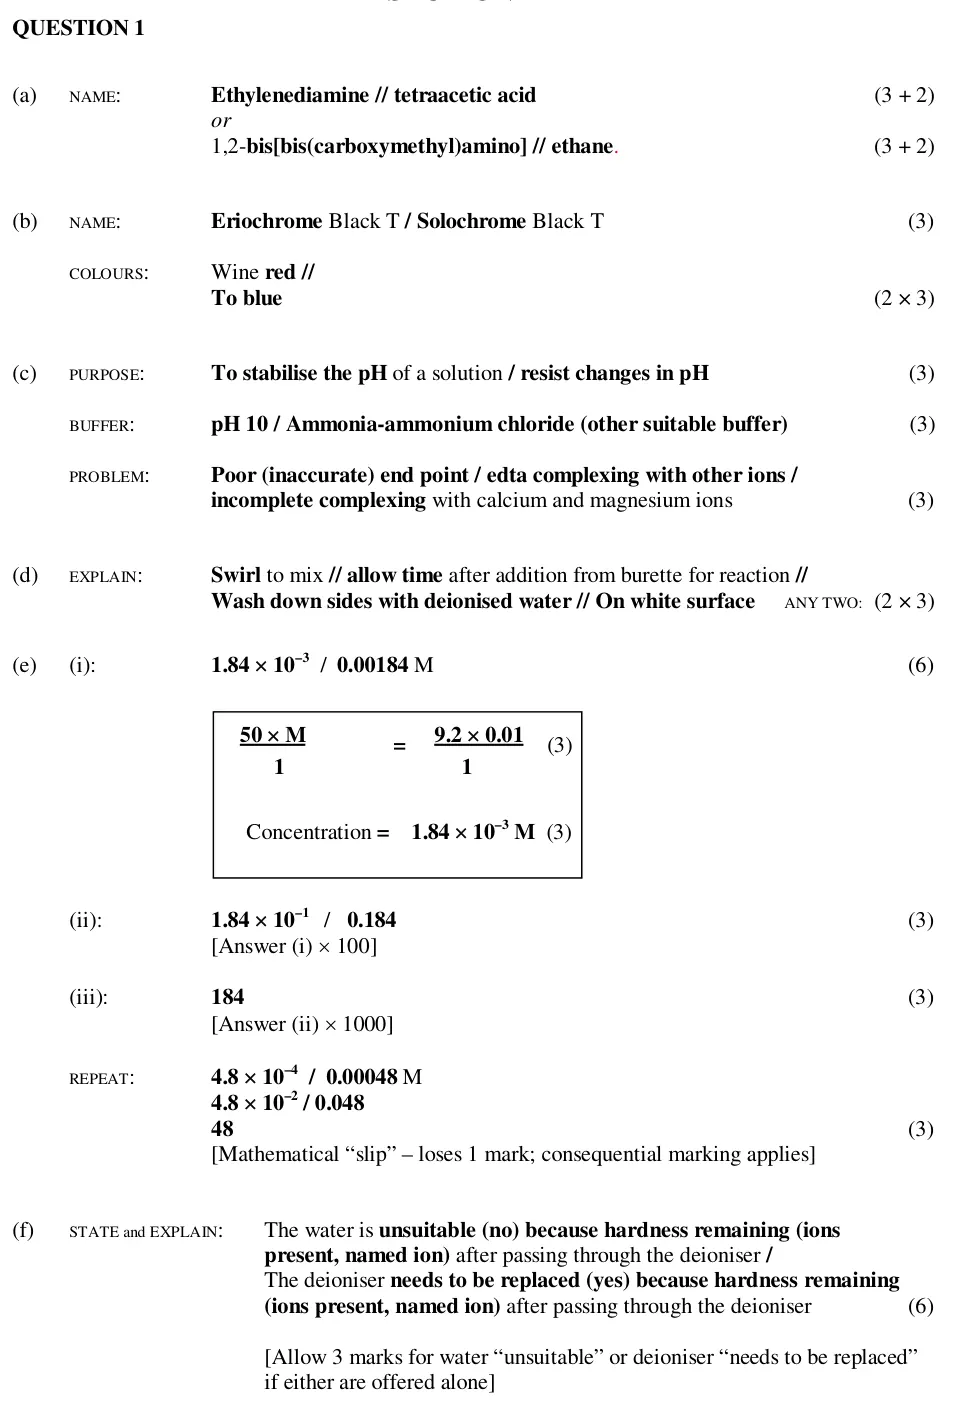 QUESTION 1
(a) NAME: Ethylenediamine // tetraacetic acid (3 + 2)
or
1,2-bis[bis(carboxymethyl)amino] // ethane. (3 + 2)
(b) NAME: Eriochrome Black T / Solochrome Black T (3)
COLOURS: Wine red //
To blue (2 × 3)
(c) PURPOSE: To stabilise the pH of a solution / resist changes in pH (3)
BUFFER: pH 10 / Ammonia-ammonium chloride (other suitable buffer) (3)
PROBLEM: Poor (inaccurate) end point / edta complexing with other ions /
incomplete complexing with calcium and magnesium ions (3)
(d) EXPLAIN: Swirl to mix // allow time after addition from burette for reaction //
Wash down sides with deionised water // On white surface ANY TWO: (2 × 3)
(e) (i): 1.84 × 10⁻³ / 0.00184 M (6)
50 × M = 9.2 × 0.01 (3)
1 1
Concentration = 1.84 × 10⁻³ M (3)
(ii): 1.84 × 10⁻¹ / 0.184 (3)
[Answer (i) × 100]
(iii): 184 (3)
[Answer (ii) × 1000]
REPEAT: 4.8 × 10⁻⁴ / 0.00048 M
4.8 × 10⁻² / 0.048
48 (3)
[Mathematical “slip” – loses 1 mark; consequential marking applies]
(f) STATE and EXPLAIN: The water is unsuitable (no) because hardness remaining (ions
present, named ion) after passing through the deioniser /
The deioniser needs to be replaced (yes) because hardness remaining
(ions present, named ion) after passing through the deioniser (6)
[Allow 3 marks for water “unsuitable” or deioniser “needs to be replaced”
if either are offered alone]